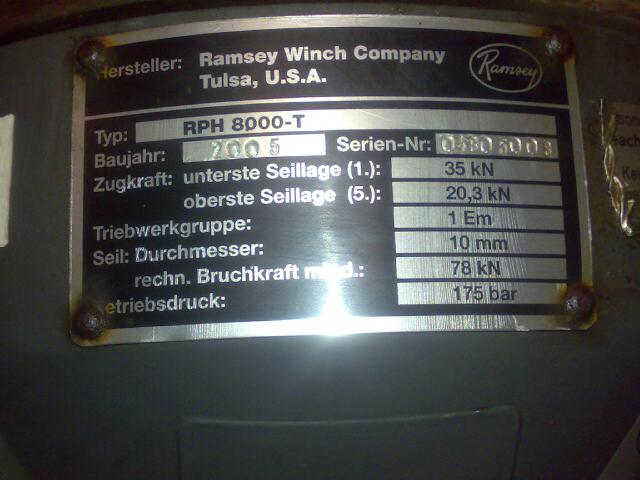 Hersteller: Ramsey Winch Company
Tulsa, U.S.A.
Ramsey
Typ: RPH 8000-T
Baujahr: 2005 Serien-Nr:
Zugkraft: unterste Seillage (1.): 35 kN
oberste Seillage (5.): 20,3 kN
Triebwerkgruppe: 1 Em
Seil: Durchmesser: 10 mm
rechn. Bruchkraft mind.: 78 kN
Betriebsdruck: 175 bar